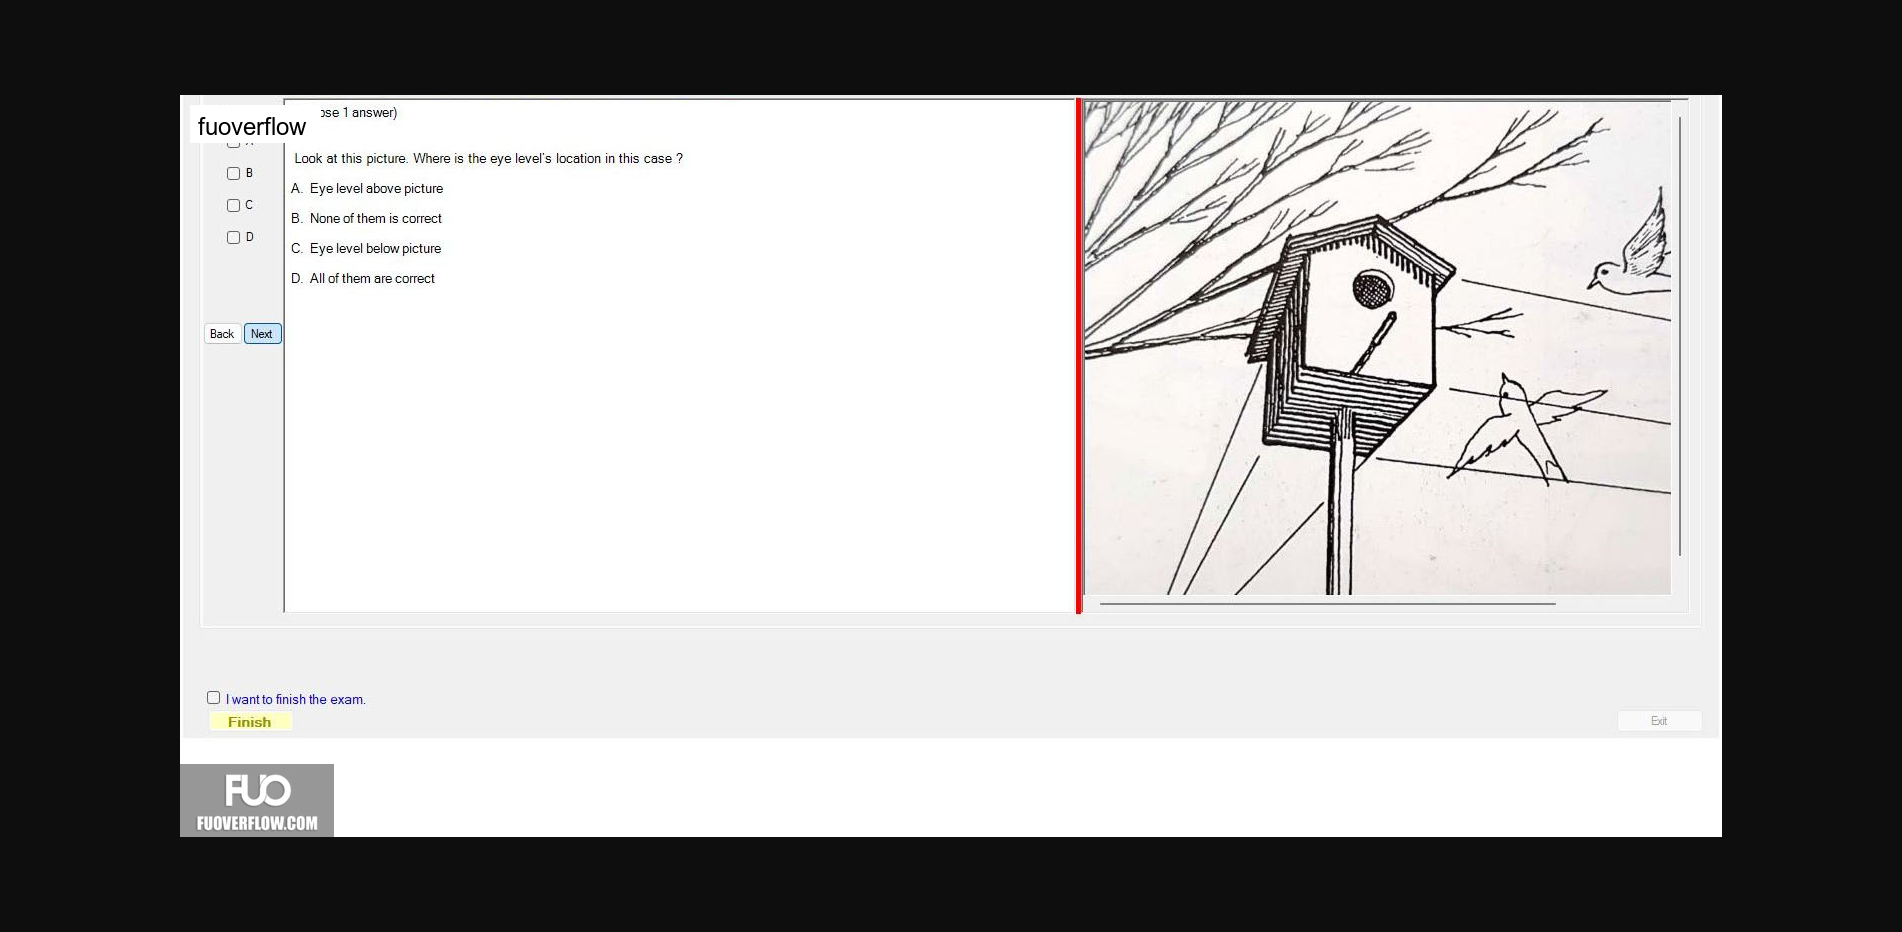 fuoverflow
ose 1 answer)
Look at this picture. Where is the eye level's location in this case ?
A. Eye level above picture
B. None of them is correct
C. Eye level below picture
D. All of them are correct
B
C
D
Back
Next
I want to finish the exam.
Finish
Exit
FUO
FUOVERFLOW.COM